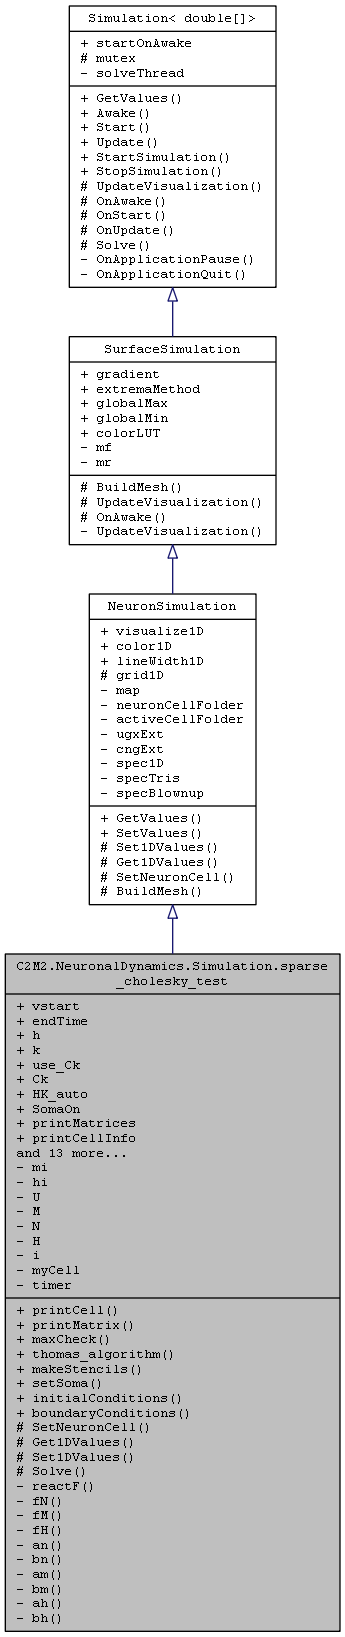 Simulation< double[]>
+ startOnAwake
# mutex
- solveThread
+ GetValues()
+ Awake()
+ Start()
+ Update()
+ StartSimulation()
+ StopSimulation()
# UpdateVisualization()
# OnAwake()
# OnStart()
# OnUpdate()
# Solve()
- OnApplicationPause()
- OnApplicationQuit()
SurfaceSimulation
+ gradient
+ extremaMethod
+ globalMax
+ globalMin
+ colorLUT
- mf
- mr
# BuildMesh()
# UpdateVisualization()
# OnAwake()
- UpdateVisualization()
NeuronSimulation
+ visualize1D
+ color1D
+ lineWidth1D
# grid1D
- map
- neuronCellFolder
- activeCellFolder
- ugxExt
- cngExt
- spec1D
- specTris
- specBlownup
+ GetValues()
+ SetValues()
# Set1DValues()
# Get1DValues()
# SetNeuronCell()
# BuildMesh()
C2M2.NeuronalDynamics.Simulation.sparse
_cholesky_test
+ vstart
+ endTime
+ h
+ k
+ use_Ck
+ Ck
+ HK_auto
+ SomaOn
+ printMatrices
+ printCellInfo
and 13 more...
- mi
- hi
- U
- M
- N
- H
- i
- myCell
- timer
+ printCell()
+ printMatrix()
+ maxCheck()
+ thomas_algorithm()
+ makeStencils()
+ setSoma()
+ initialConditions()
+ boundaryConditions()
# SetNeuronCell()
# Get1DValues()
# Set1DValues()
# Solve()
- reactF()
- fN()
- fM()
- fH()
- an()
- bn()
- am()
- bm()
- ah()
- bh()